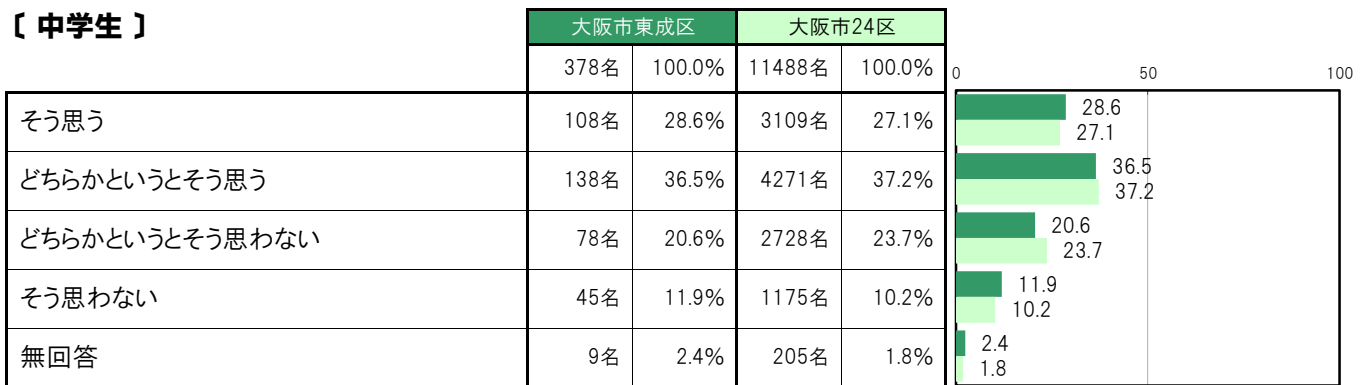 〔 中学生 〕
大阪市東成区 大阪市24区
378名 100.0% 11488名 100.0%
0 50 100
そう思う 108名 28.6% 3109名 27.1%
28.6
27.1
どちらかというとそう思う 138名 36.5% 4271名 37.2%
36.5
37.2
どちらかというとそう思わない 78名 20.6% 2728名 23.7%
20.6
23.7
そう思わない 45名 11.9% 1175名 10.2%
11.9
10.2
無回答 9名 2.4% 205名 1.8%
2.4
1.8